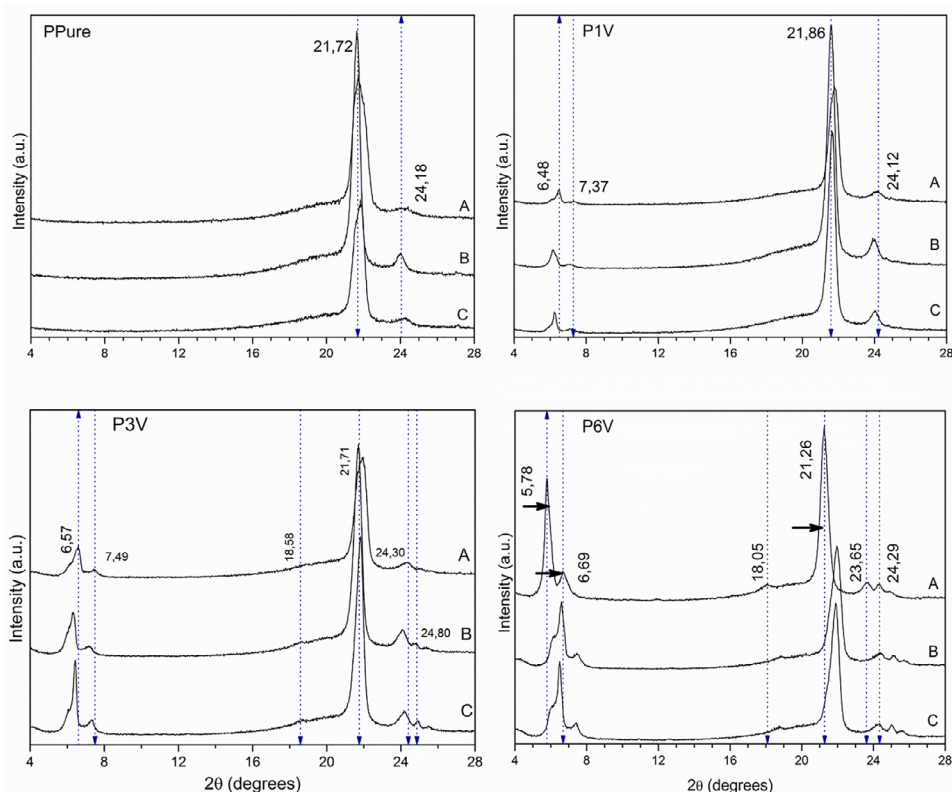 PPure
21,72
24,18
A
B
C
Intensity (a.u.)
4 8 12 16 20 24 28
P1V
21,86
6,48
7,37
24,12
A
B
C
Intensity (a.u.)
4 8 12 16 20 24 28
P3V
21,71
6,57
7,49
18,58
24,30
24,80
A
B
C
Intensity (a.u.)
4 8 12 16 20 24 28
2θ (degrees)
P6V
5,78
6,69
18,05
21,26
23,65
24,29
A
B
C
Intensity (a.u.)
4 8 12 16 20 24 28
2θ (degrees)